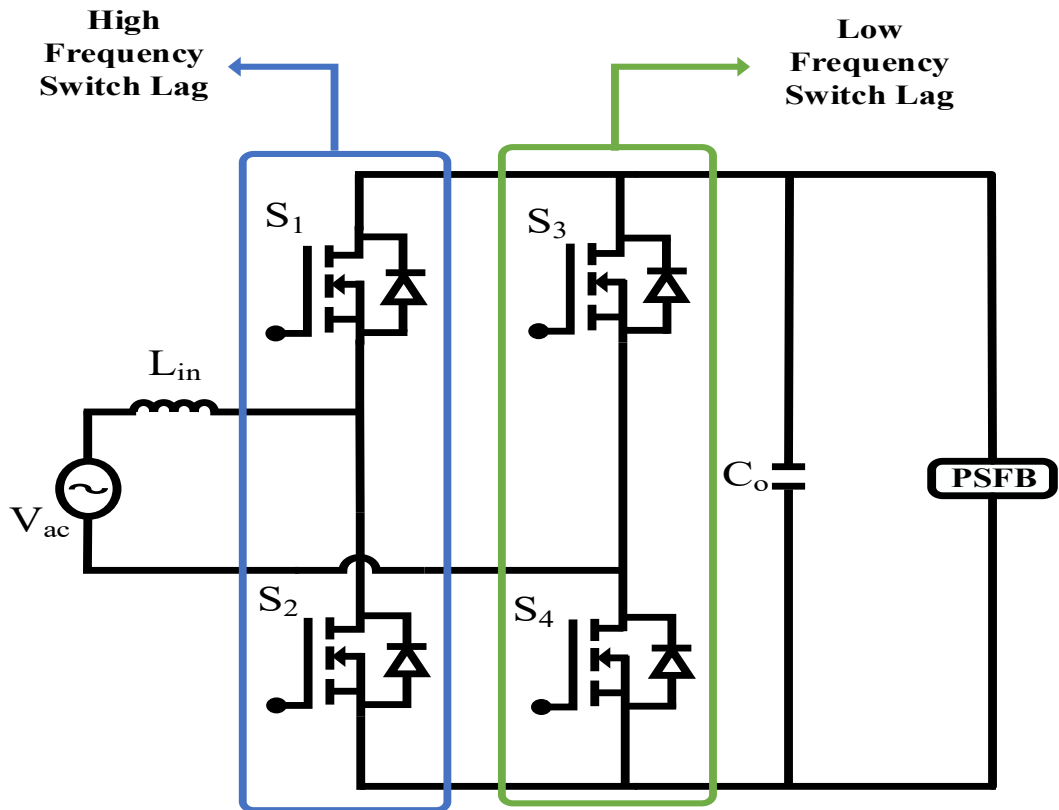 High
Frequency
Switch Lag
Low
Frequency
Switch Lag
S₁
S₃
Lᵢₙ
Vₐc
Cₒ
PSFB
S₂
S₄